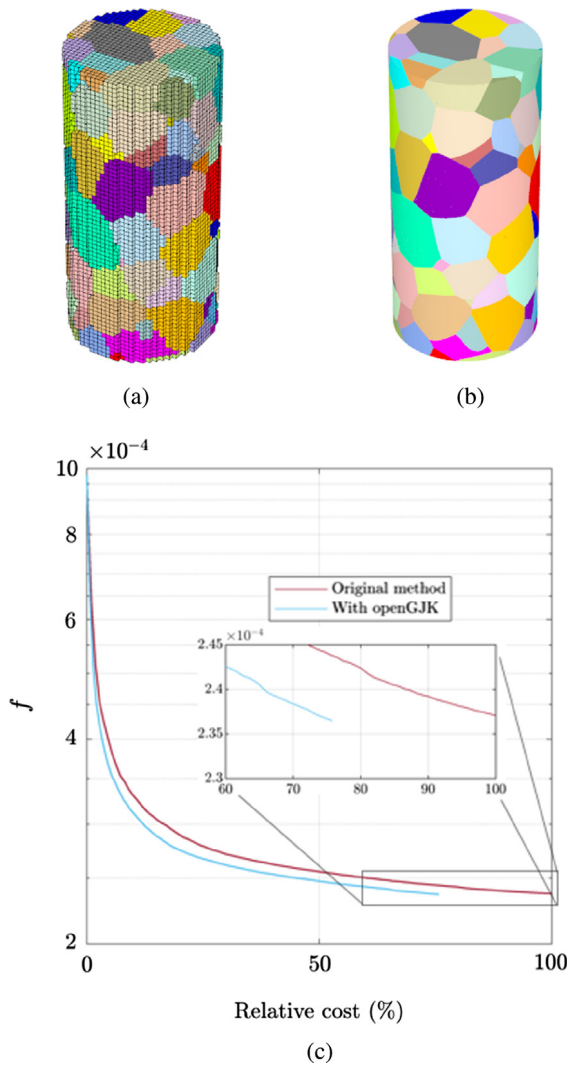 (a)
(b)
×10⁻⁴
10
8
6
4
2
f
Original method
With openGJK
×10⁻⁴
2.45
2.4
2.35
2.3
60
70
80
90
100
0
50
100
Relative cost (%)
(c)